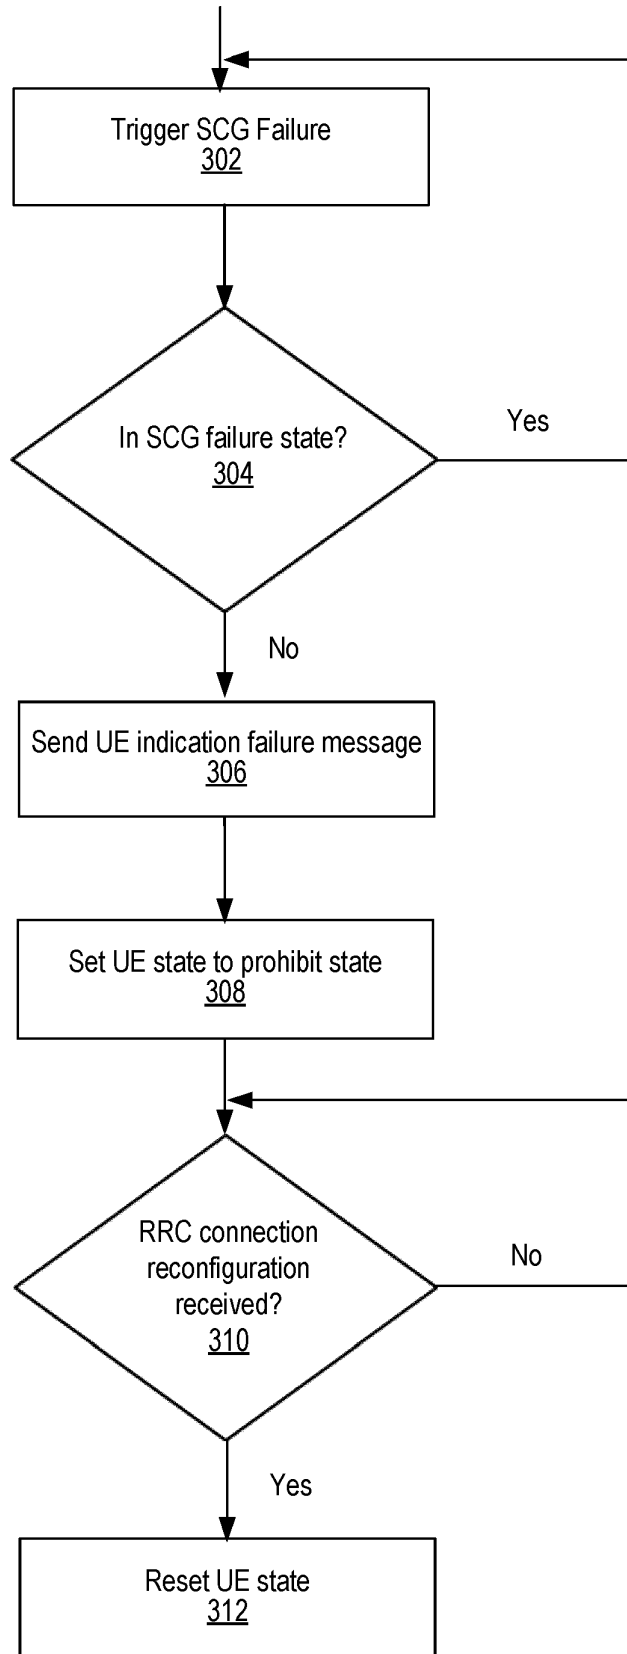 Trigger SCG Failure
302
In SCG failure state?
304
Yes
No
Send UE indication failure message
306
Set UE state to prohibit state
308
RRC connection
reconfiguration
received?
310
No
Yes
Reset UE state
312